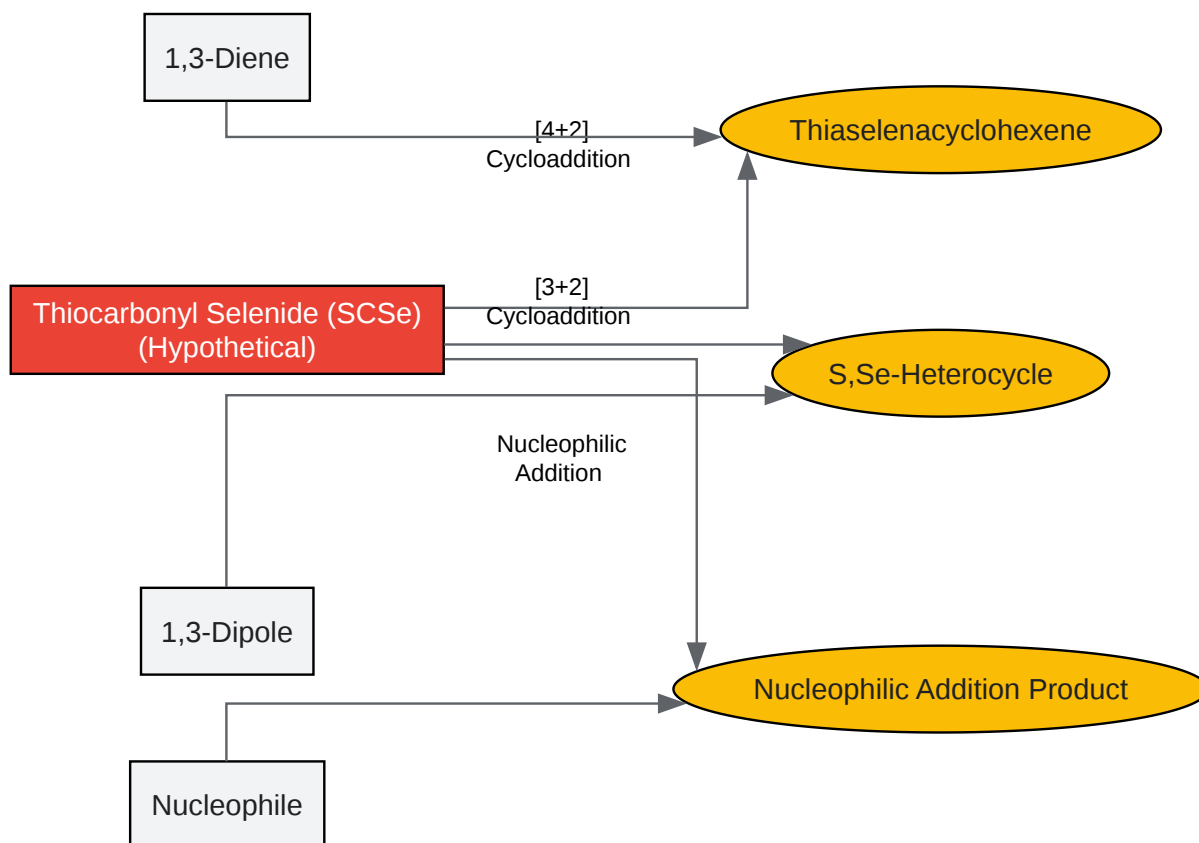 1,3-Diene
[4+2]
Cycloaddition
Thiaselenacyclohexene
Thiocarbonyl Selenide (SCSe)
(Hypothetical)
[3+2]
Cycloaddition
S,Se-Heterocycle
Nucleophilic
Addition
1,3-Dipole
Nucleophilic Addition Product
Nucleophile